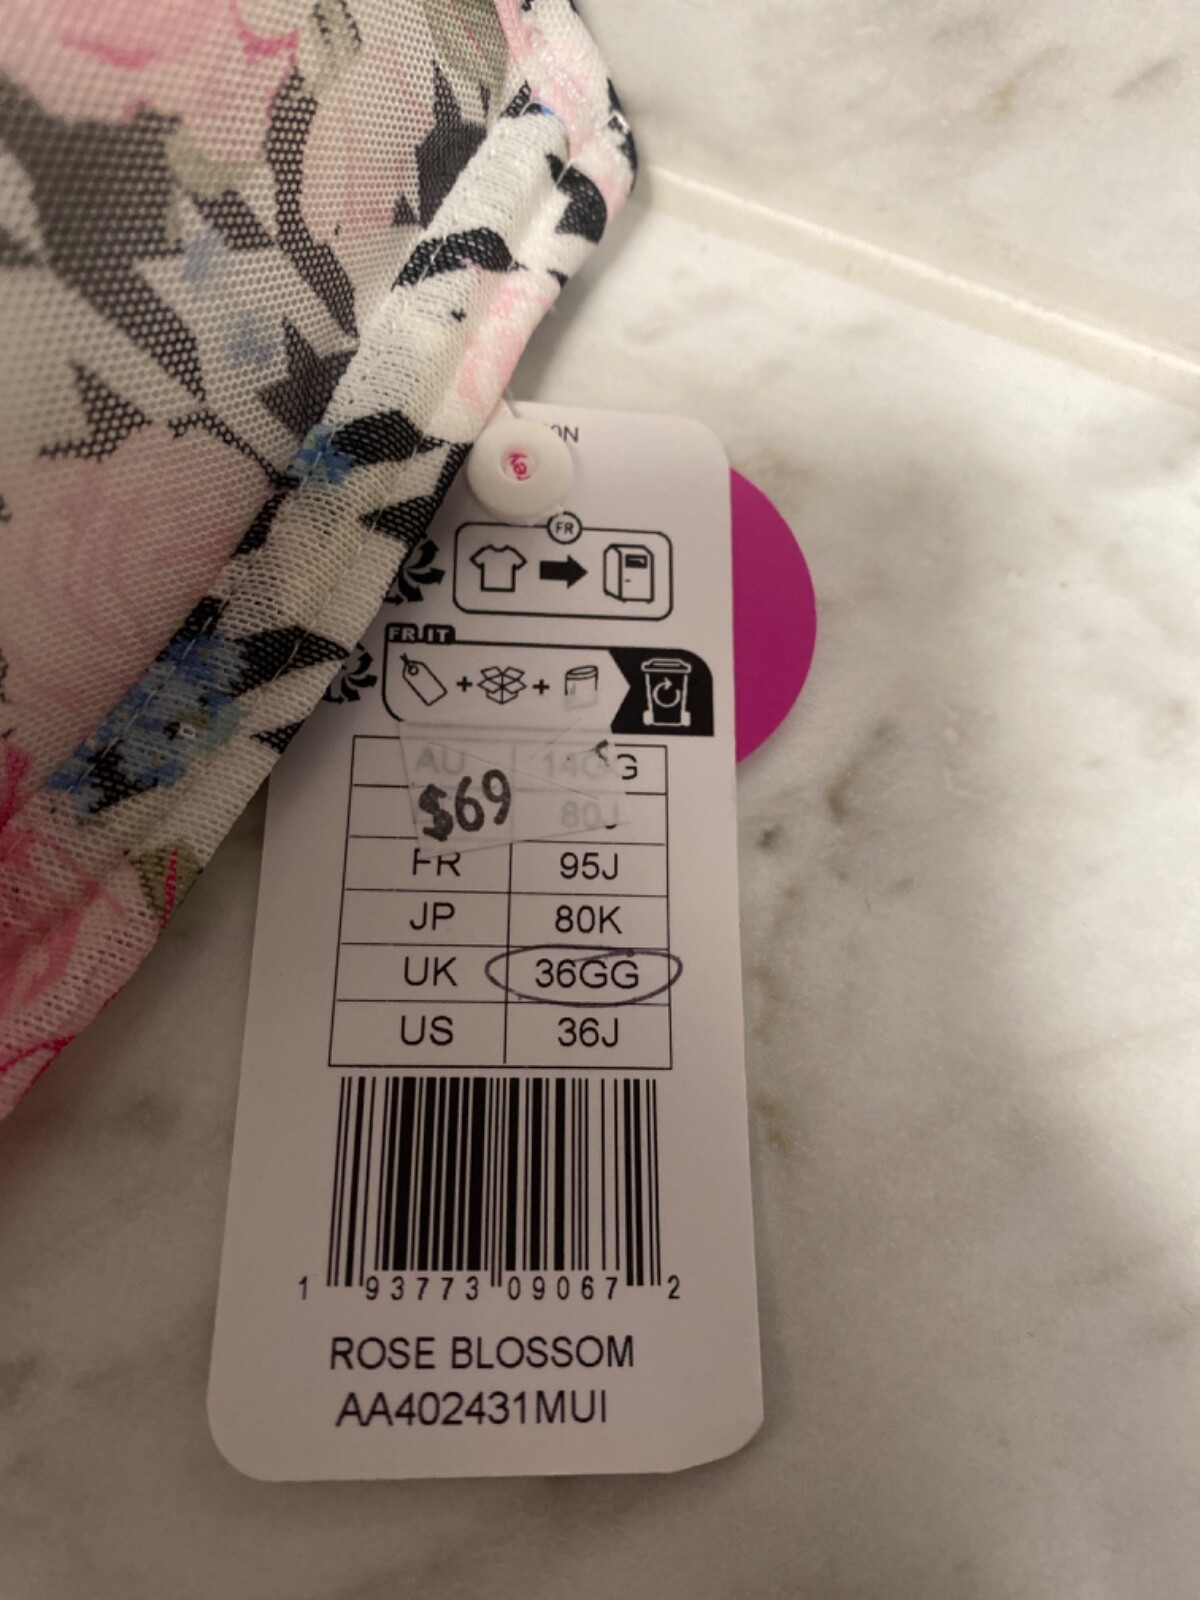 ey
FR
FR IT
AU 14GG
$69
80J
FR 95J
JP 80K
UK 36GG
US 36J
1 93773 09067 2
ROSE BLOSSOM
AA402431MUI